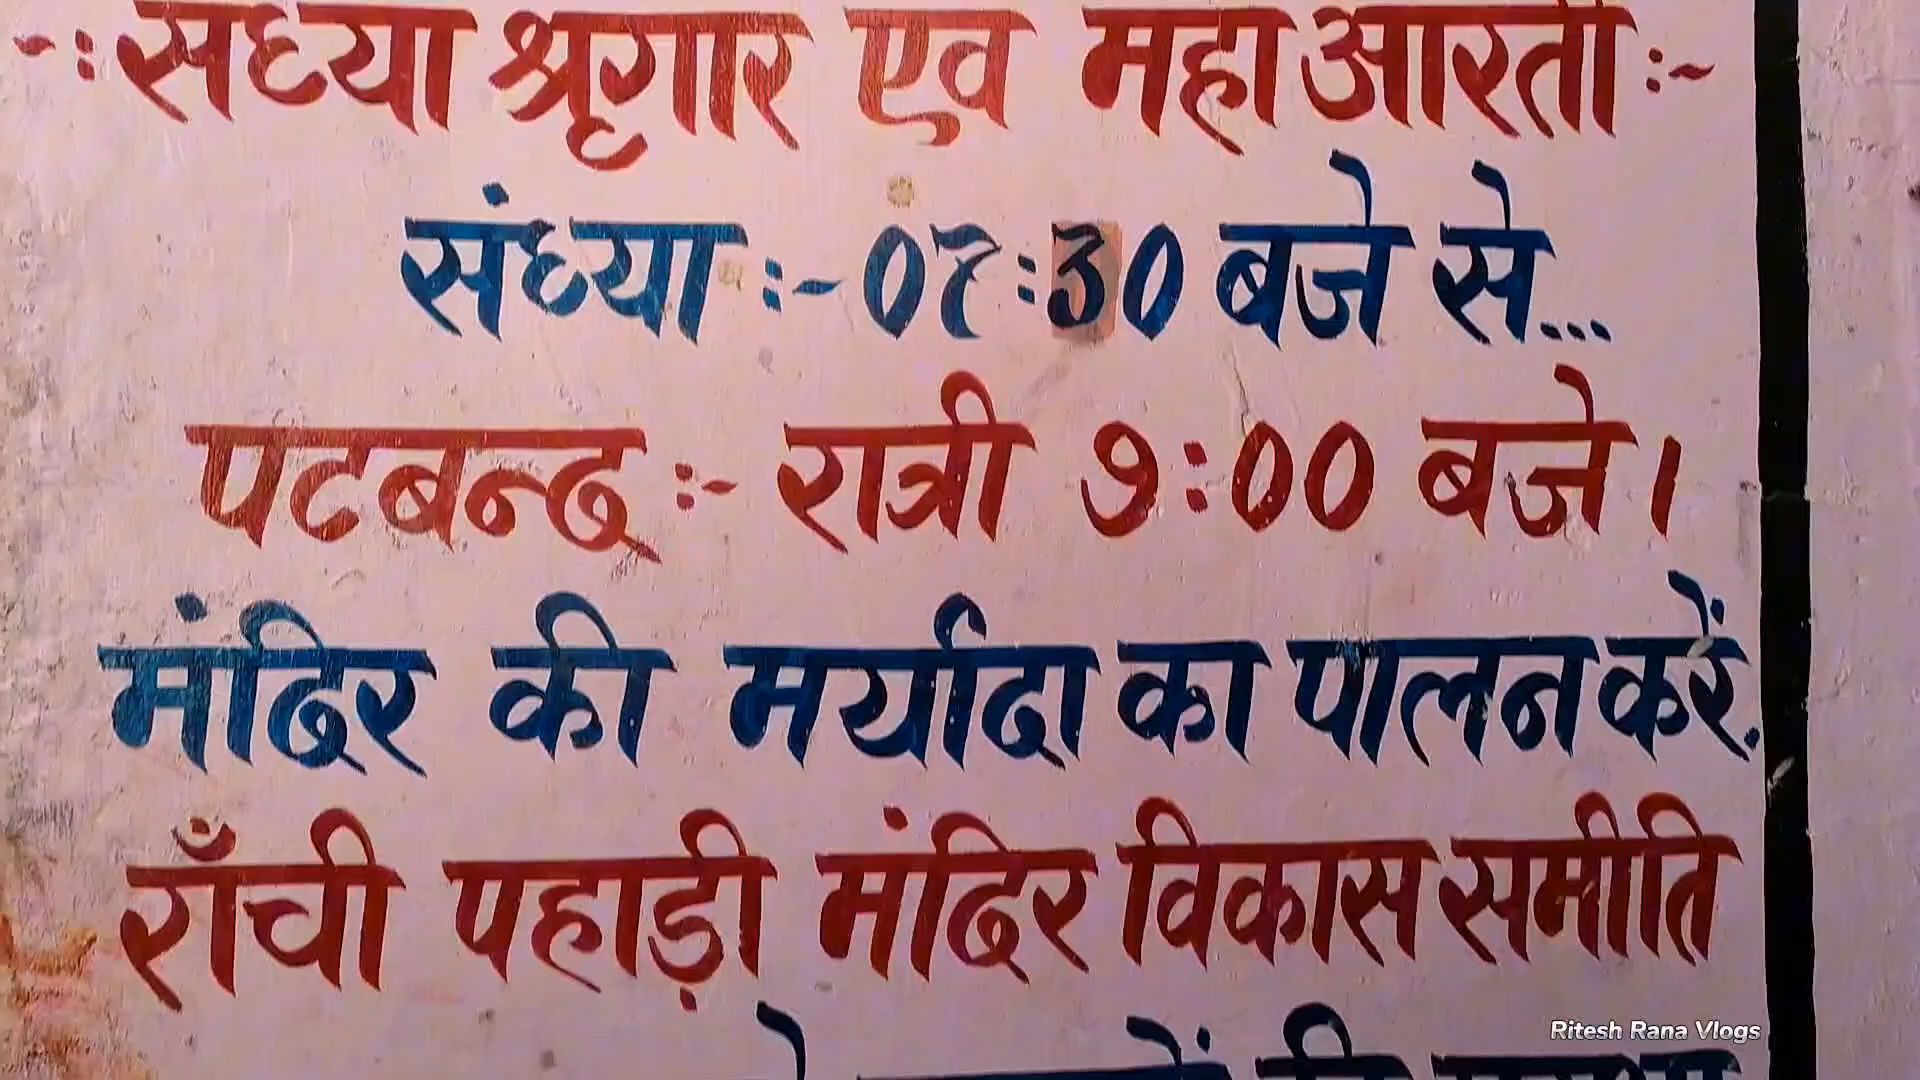 -:सध्या श्रृगार एव महाआरती:-
संध्या:-07:30 बजे से...
पटबन्द:- रात्री 9:00 बजे।
मंदिर की मर्यादा का पालन करें.
राँची पहाड़ी मंदिर विकास समीति
Ritesh Rana Vlogs